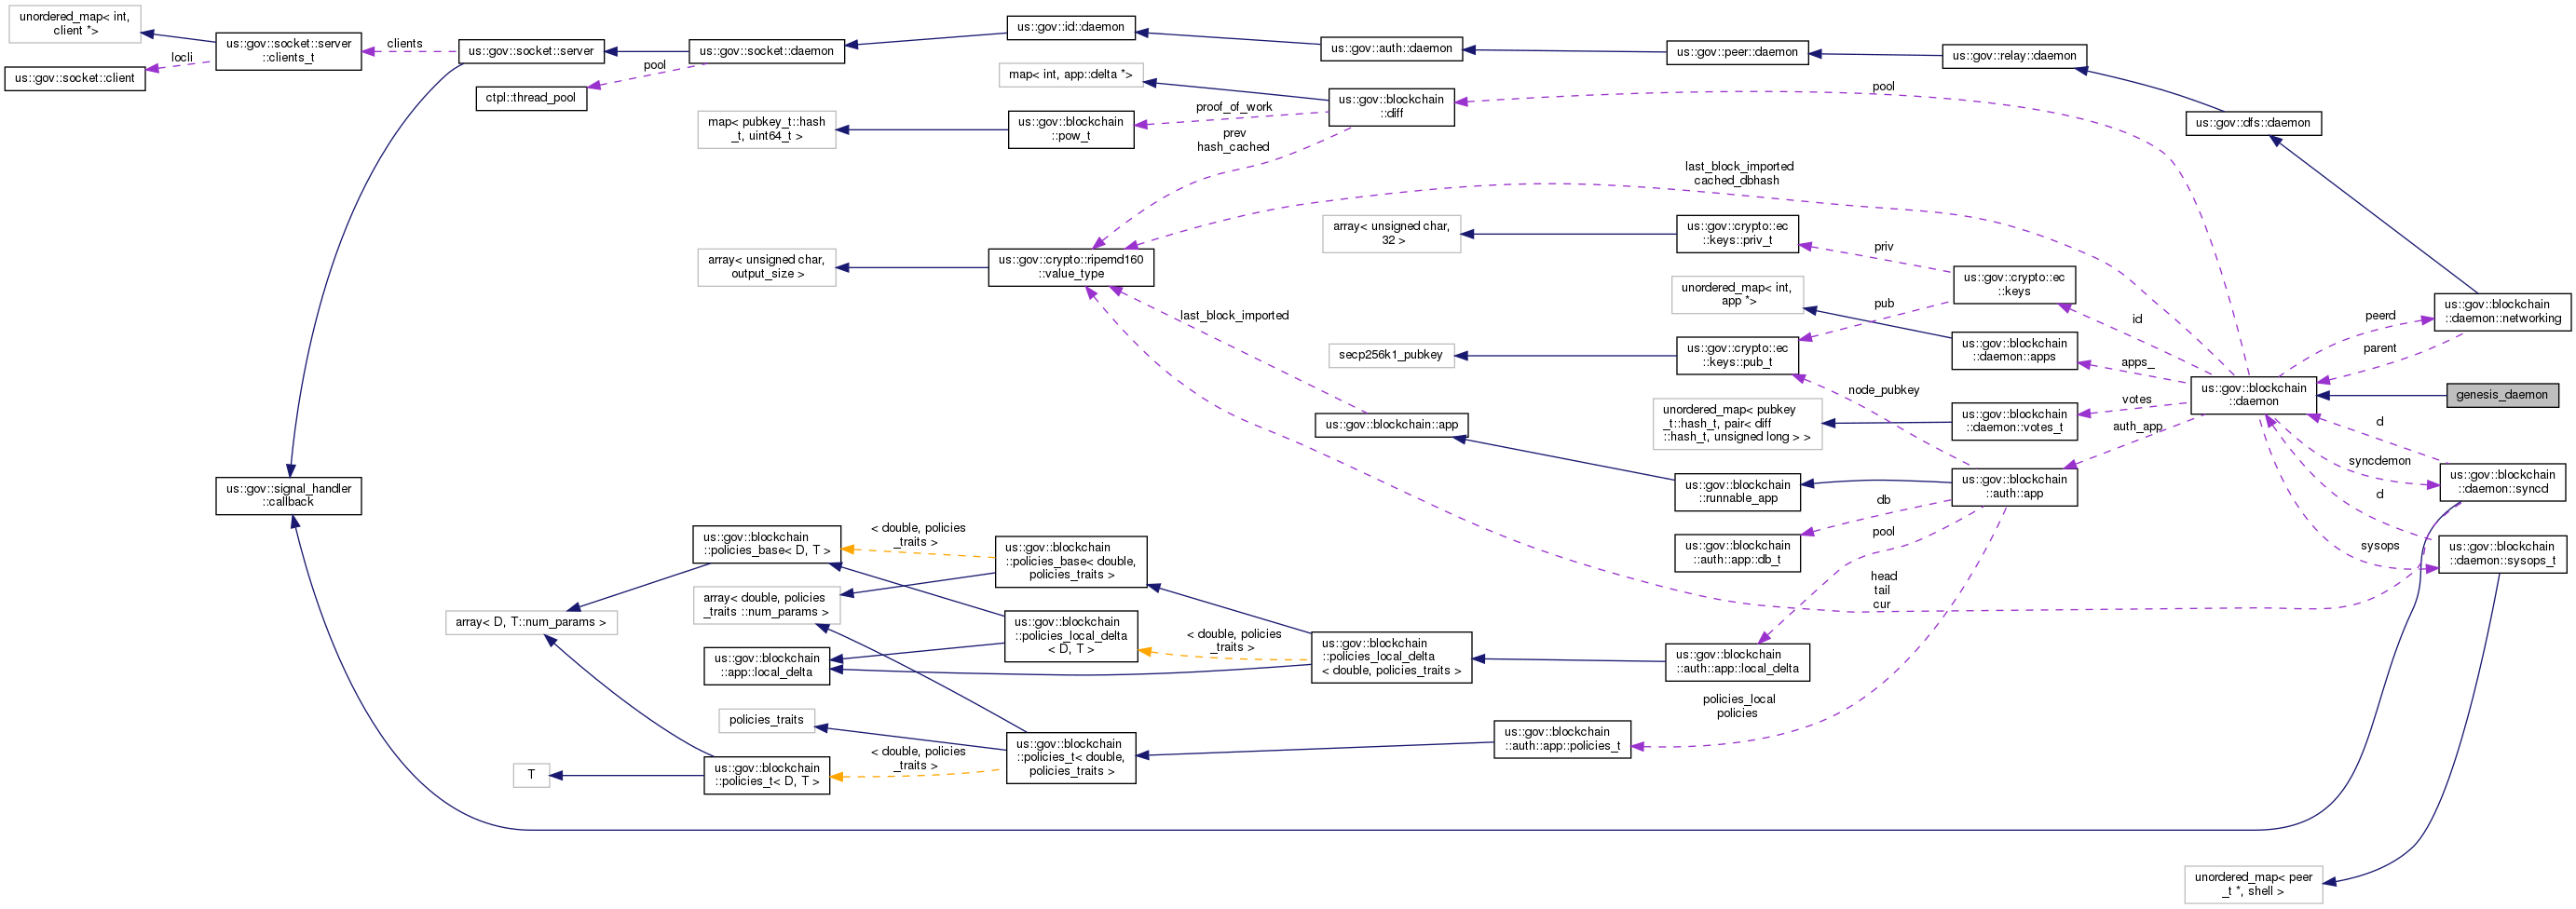 unordered_map< int,
client *>
us::gov::socket::server
::clients_t
locli
us::gov::socket::client
clients
us::gov::socket::server
us::gov::socket::daemon
pool
ctpl::thread_pool
us::gov::id::daemon
us::gov::auth::daemon
us::gov::peer::daemon
us::gov::relay::daemon
map< int, app::delta *>
us::gov::blockchain
::diff
pool
proof_of_work
map< pubkey_t::hash
_t, uint64_t >
us::gov::blockchain
::pow_t
prev
hash_cached
us::gov::dfs::daemon
last_block_imported
cached_dbhash
array< unsigned char,
32 >
us::gov::crypto::ec
::keys::priv_t
priv
array< unsigned char,
output_size >
us::gov::crypto::ripemd160
::value_type
us::gov::crypto::ec
::keys
unordered_map< int,
app *>
pub
id
peerd
us::gov::blockchain
::daemon::networking
last_block_imported
secp256k1_pubkey
us::gov::crypto::ec
::keys::pub_t
us::gov::blockchain
::daemon::apps
apps_
parent
node_pubkey
us::gov::blockchain
::daemon
genesis_daemon
unordered_map< pubkey
_t::hash_t, pair< diff
::hash_t, unsigned long > >
us::gov::blockchain
::daemon::votes_t
votes
us::gov::blockchain::app
auth_app
d
syncdemon
us::gov::signal_handler
::callback
us::gov::blockchain
::runnable_app
us::gov::blockchain
::auth::app
us::gov::blockchain
::daemon::syncd
db
d
us::gov::blockchain
::policies_base< D, T >
< double, policies
_traits >
us::gov::blockchain
::policies_base< double,
policies_traits >
us::gov::blockchain
::auth::app::db_t
pool
sysops
us::gov::blockchain
::daemon::sysops_t
head
tail
cur
array< double, policies
_traits ::num_params >
array< D, T::num_params >
us::gov::blockchain
::policies_local_delta
< D, T >
< double, policies
_traits >
us::gov::blockchain
::policies_local_delta
< double, policies_traits >
us::gov::blockchain
::app::local_delta
us::gov::blockchain
::auth::app::local_delta
policies_local
policies
policies_traits
us::gov::blockchain
::policies_t< double,
policies_traits >
us::gov::blockchain
::auth::app::policies_t
< double, policies
_traits >
T
us::gov::blockchain
::policies_t< D, T >
unordered_map< peer
_t *, shell >